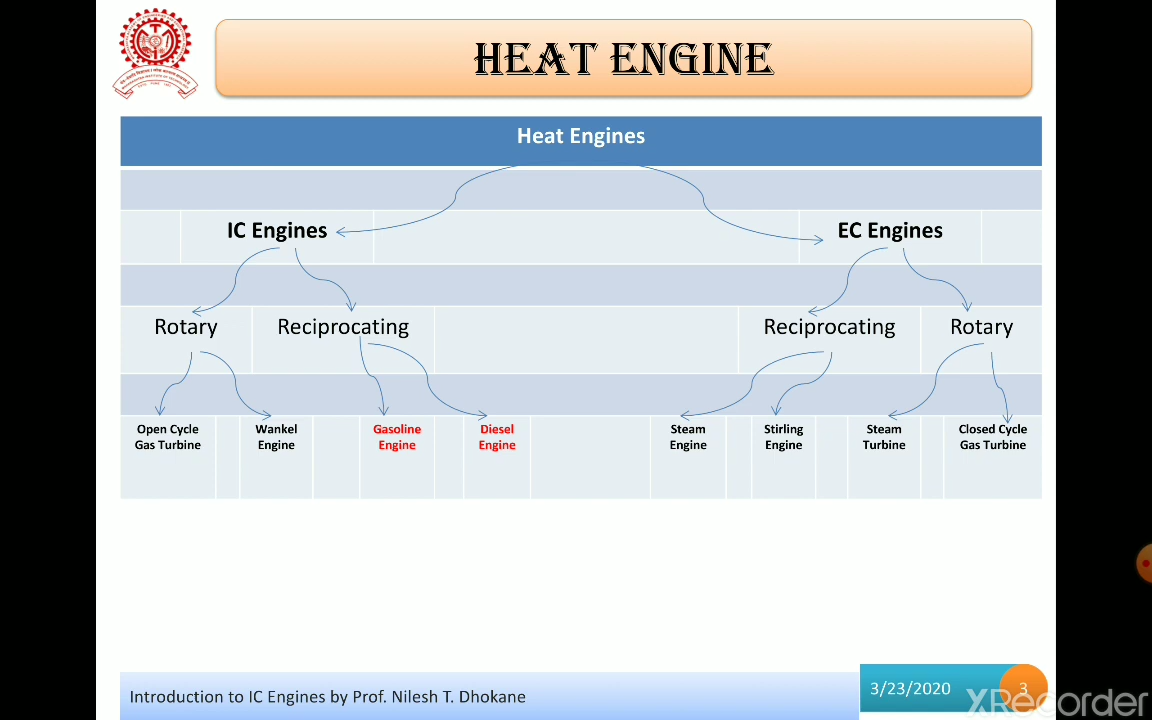 HEAT ENGINE
Heat Engines
IC Engines
EC Engines
Rotary
Reciprocating
Reciprocating
Rotary
Open Cycle
Gas Turbine
Wankel
Engine
Gasoline
Engine
Diesel
Engine
Steam
Engine
Stirling
Engine
Steam
Turbine
Closed Cycle
Gas Turbine
Introduction to IC Engines by Prof. Nilesh T. Dhokane
3/23/2020
3
XRecorder